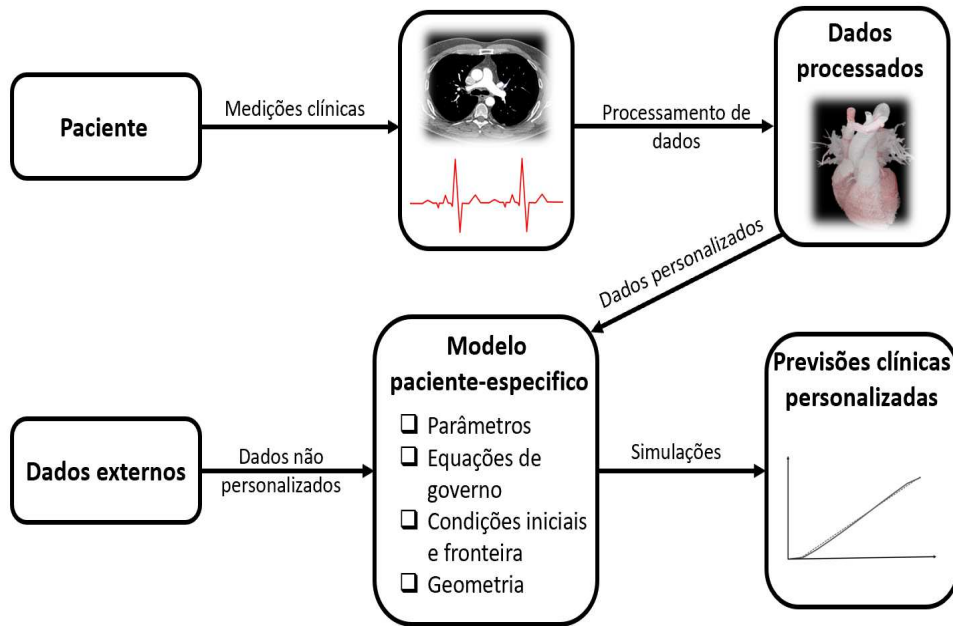 Paciente
Medições clínicas
Processamento de
dados
Dados
processados
Dados personalizados
Dados externos
Dados não
personalizados
Modelo
paciente-especifico
Parâmetros
Equações de
governo
Condições iniciais
e fronteira
Geometria
Simulações
Previsões clínicas
personalizadas